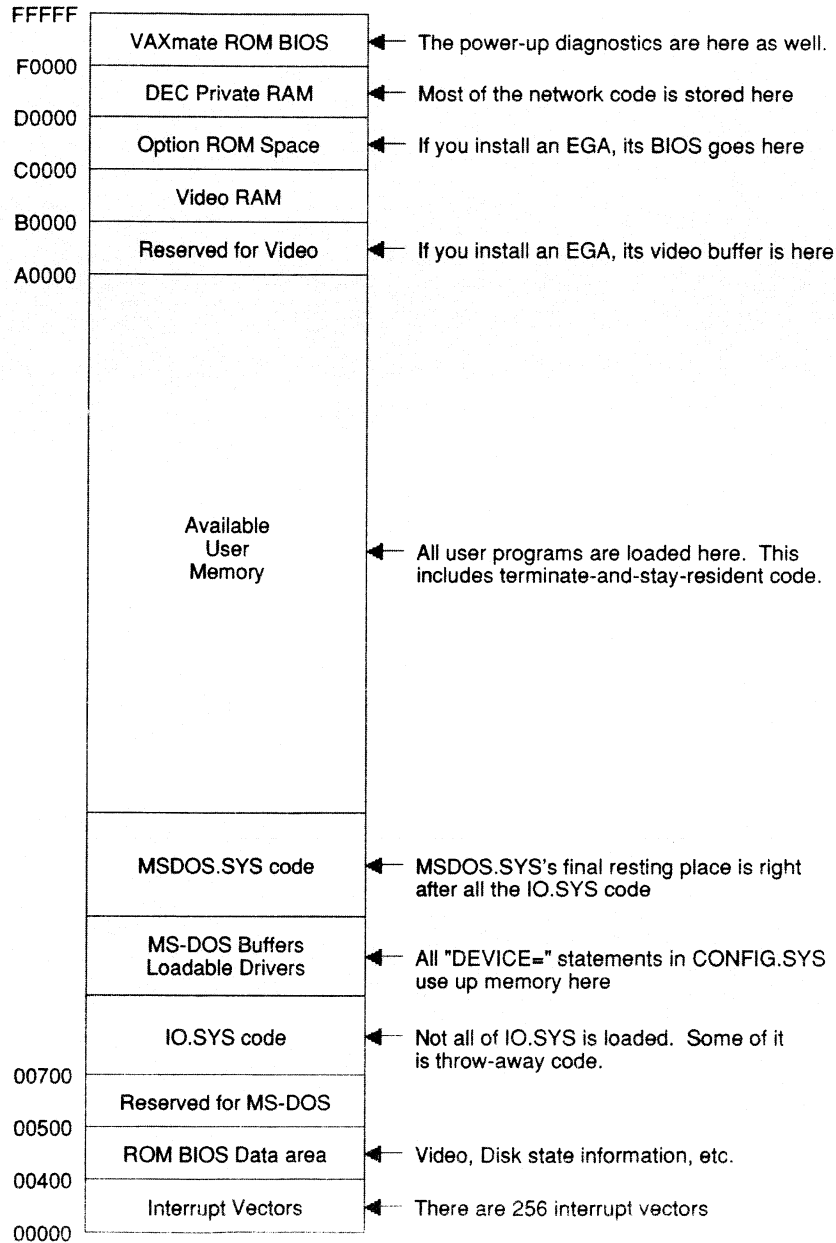 FFFFF
VAXmate ROM BIOS
The power-up diagnostics are here as well.
F0000
DEC Private RAM
Most of the network code is stored here
D0000
Option ROM Space
If you install an EGA, its BIOS goes here
C0000
Video RAM
B0000
Reserved for Video
If you install an EGA, its video buffer is here
A0000
Available
User
Memory
All user programs are loaded here. This
includes terminate-and-stay-resident code.
MSDOS.SYS code
MSDOS.SYS's final resting place is right
after all the IO.SYS code
MS-DOS Buffers
Loadable Drivers
All "DEVICE=" statements in CONFIG.SYS
use up memory here
IO.SYS code
Not all of IO.SYS is loaded. Some of it
is throw-away code.
00700
Reserved for MS-DOS
00500
ROM BIOS Data area
Video, Disk state information, etc.
00400
Interrupt Vectors
There are 256 interrupt vectors
00000